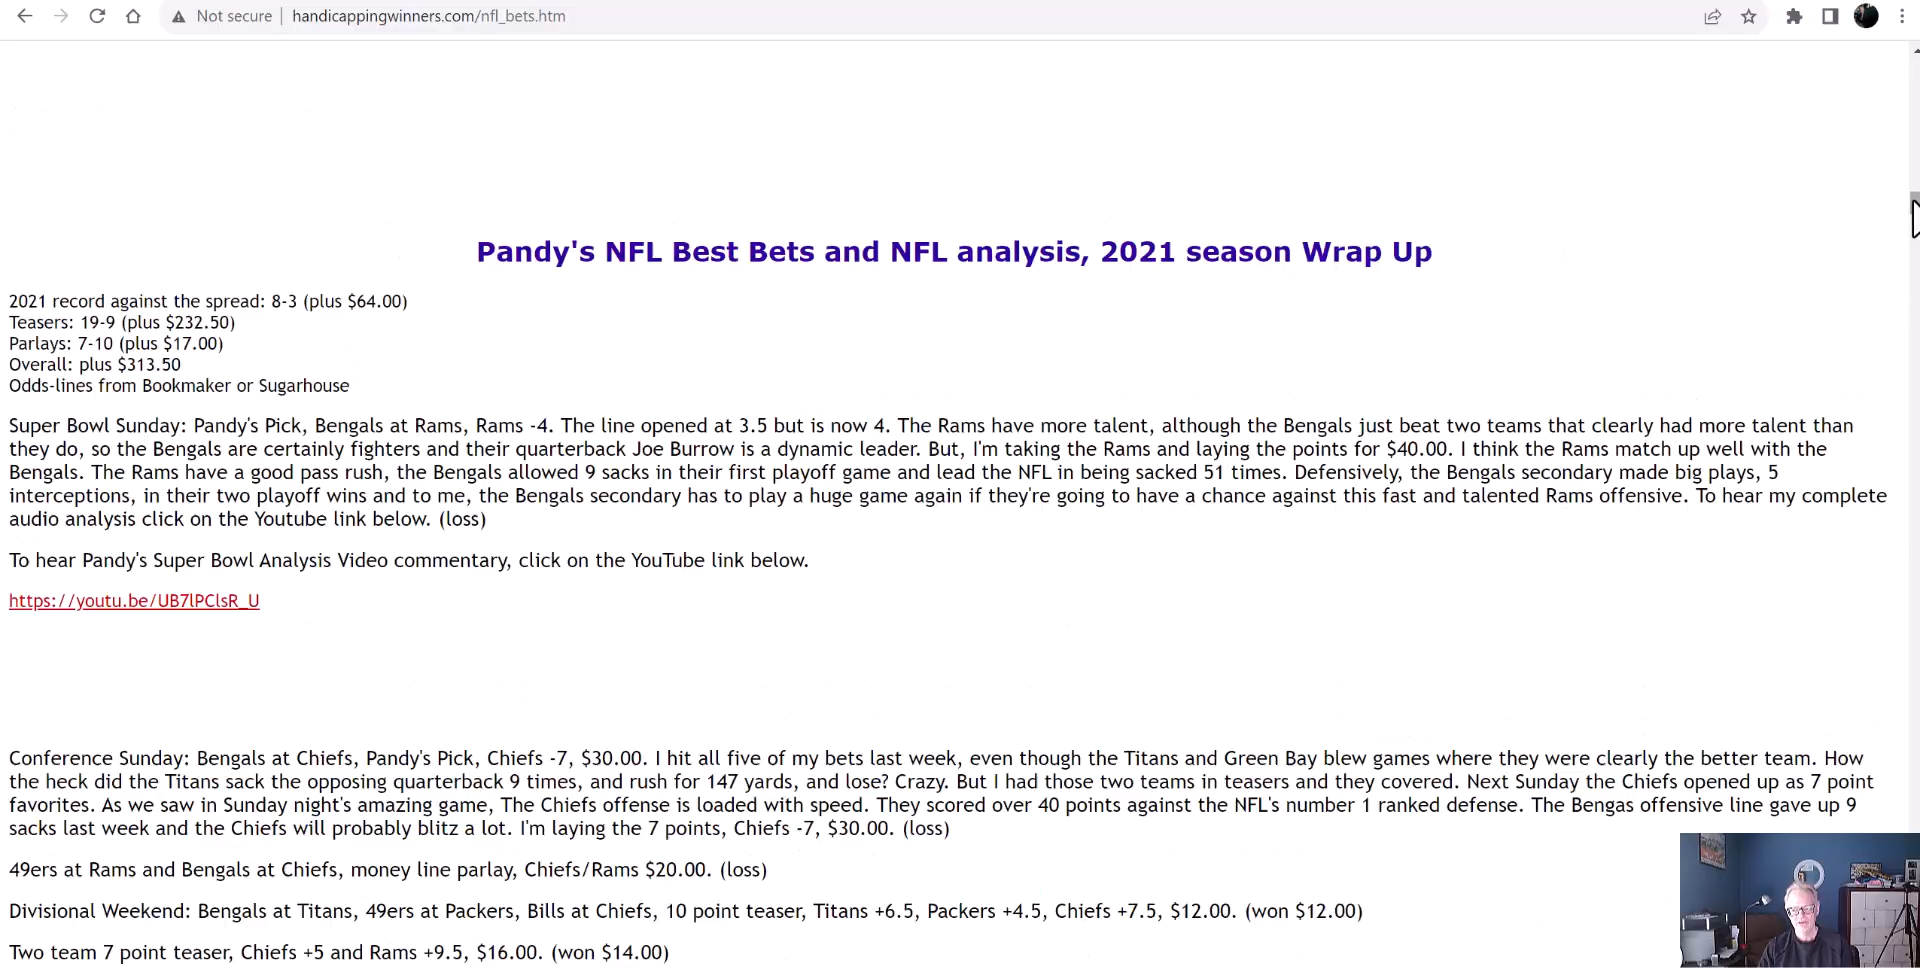 Not secure | handicappingwinners.com/nfl_bets.htm
Pandy's NFL Best Bets and NFL analysis, 2021 season Wrap Up
2021 record against the spread: 8-3 (plus $64.00)
Teasers: 19-9 (plus $232.50)
Parlays: 7-10 (plus $17.00)
Overall: plus $313.50
Odds-lines from Bookmaker or Sugarhouse
Super Bowl Sunday: Pandy's Pick, Bengals at Rams, Rams -4. The line opened at 3.5 but is now 4. The Rams have more talent, although the Bengals just beat two teams that clearly had more talent than
they do, so the Bengals are certainly fighters and their quarterback Joe Burrow is a dynamic leader. But, I'm taking the Rams and laying the points for $40.00. I think the Rams match up well with the
Bengals. The Rams have a good pass rush, the Bengals allowed 9 sacks in their first playoff game and lead the NFL in being sacked 51 times. Defensively, the Bengals secondary made big plays, 5
interceptions, in their two playoff wins and to me, the Bengals secondary has to play a huge game again if they're going to have a chance against this fast and talented Rams offensive. To hear my complete
audio analysis click on the Youtube link below. (loss)
To hear Pandy's Super Bowl Analysis Video commentary, click on the YouTube link below.
https://youtu.be/UB7lPClsR_U
Conference Sunday: Bengals at Chiefs, Pandy's Pick, Chiefs -7, $30.00. I hit all five of my bets last week, even though the Titans and Green Bay blew games where they were clearly the better team. How
the heck did the Titans sack the opposing quarterback 9 times, and rush for 147 yards, and lose? Crazy. But I had those two teams in teasers and they covered. Next Sunday the Chiefs opened up as 7 point
favorites. As we saw in Sunday night's amazing game, The Chiefs offense is loaded with speed. They scored over 40 points against the NFL's number 1 ranked defense. The Bengas offensive line gave up 9
sacks last week and the Chiefs will probably blitz a lot. I'm laying the 7 points, Chiefs -7, $30.00. (loss)
49ers at Rams and Bengals at Chiefs, money line parlay, Chiefs/Rams $20.00. (loss)
Divisional Weekend: Bengals at Titans, 49ers at Packers, Bills at Chiefs, 10 point teaser, Titans +6.5, Packers +4.5, Chiefs +7.5, $12.00. (won $12.00)
Two team 7 point teaser, Chiefs +5 and Rams +9.5, $16.00. (won $14.00)